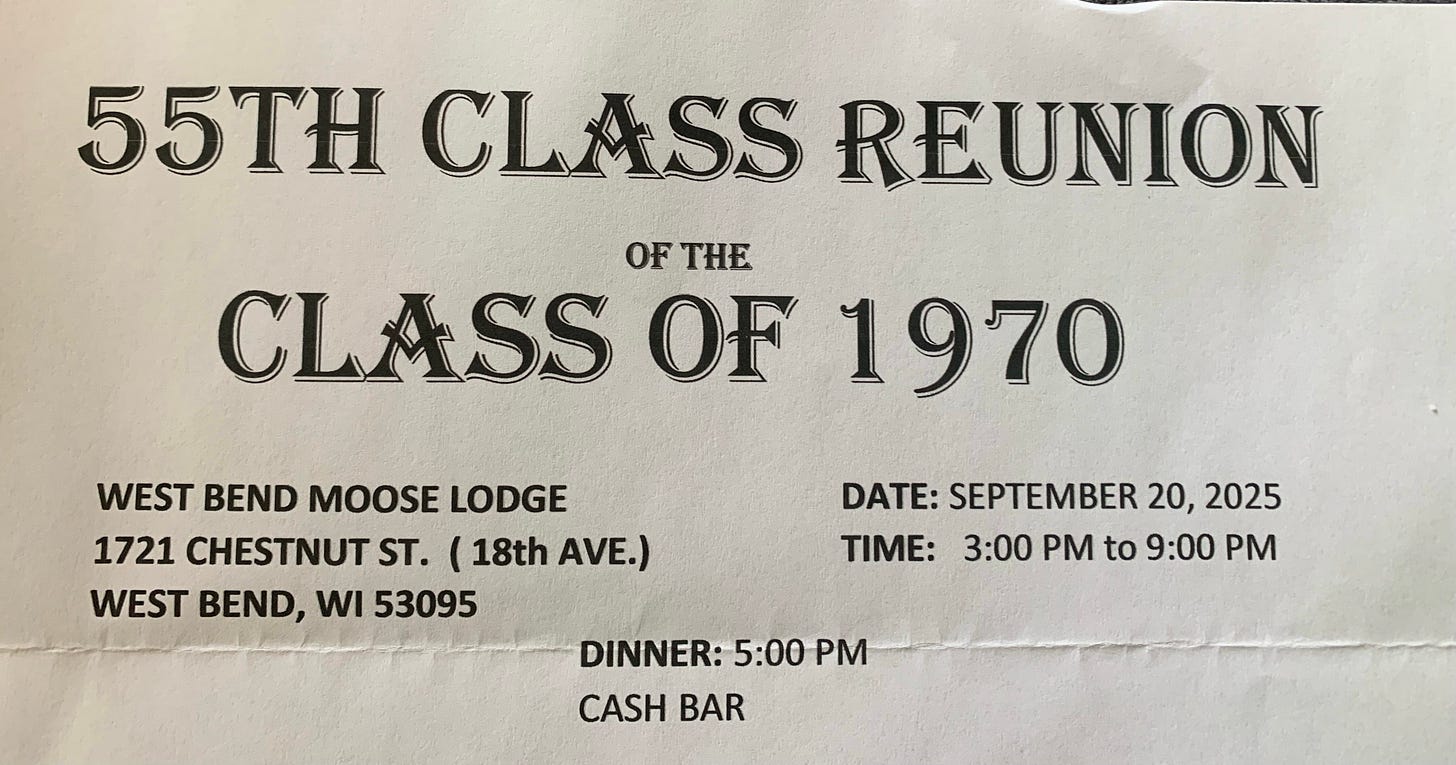 55TH CLASS REUNION
OF THE
CLASS OF 1970
WEST BEND MOOSE LODGE
1721 CHESTNUT ST. ( 18th AVE.)
WEST BEND, WI 53095
DATE: SEPTEMBER 20, 2025
TIME: 3:00 PM to 9:00 PM
DINNER: 5:00 PM
CASH BAR